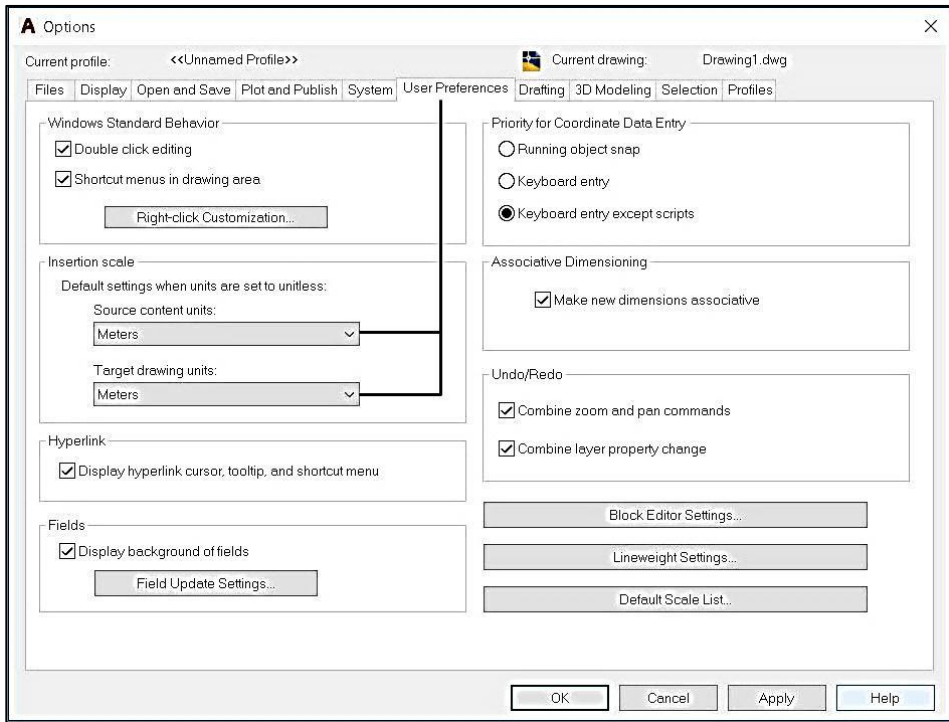 A Options
Current profile: <<Unnamed Profile>> Current drawing: Drawing1.dwg
Files Display Open and Save Plot and Publish System User Preferences Drafting 3D Modeling Selection Profiles
Windows Standard Behavior
Double click editing
Shortcut menus in drawing area
Right-click Customization...
Insertion scale
Default settings when units are set to unitless:
Source content units:
Meters
Target drawing units:
Meters
Hyperlink
Display hyperlink cursor, tooltip, and shortcut menu
Fields
Display background of fields
Field Update Settings...
Priority for Coordinate Data Entry
Running object snap
Keyboard entry
Keyboard entry except scripts
Associative Dimensioning
Make new dimensions associative
Undo/Redo
Combine zoom and pan commands
Combine layer property change
Block Editor Settings...
Lineweight Settings...
Default Scale List...
OK Cancel Apply Help